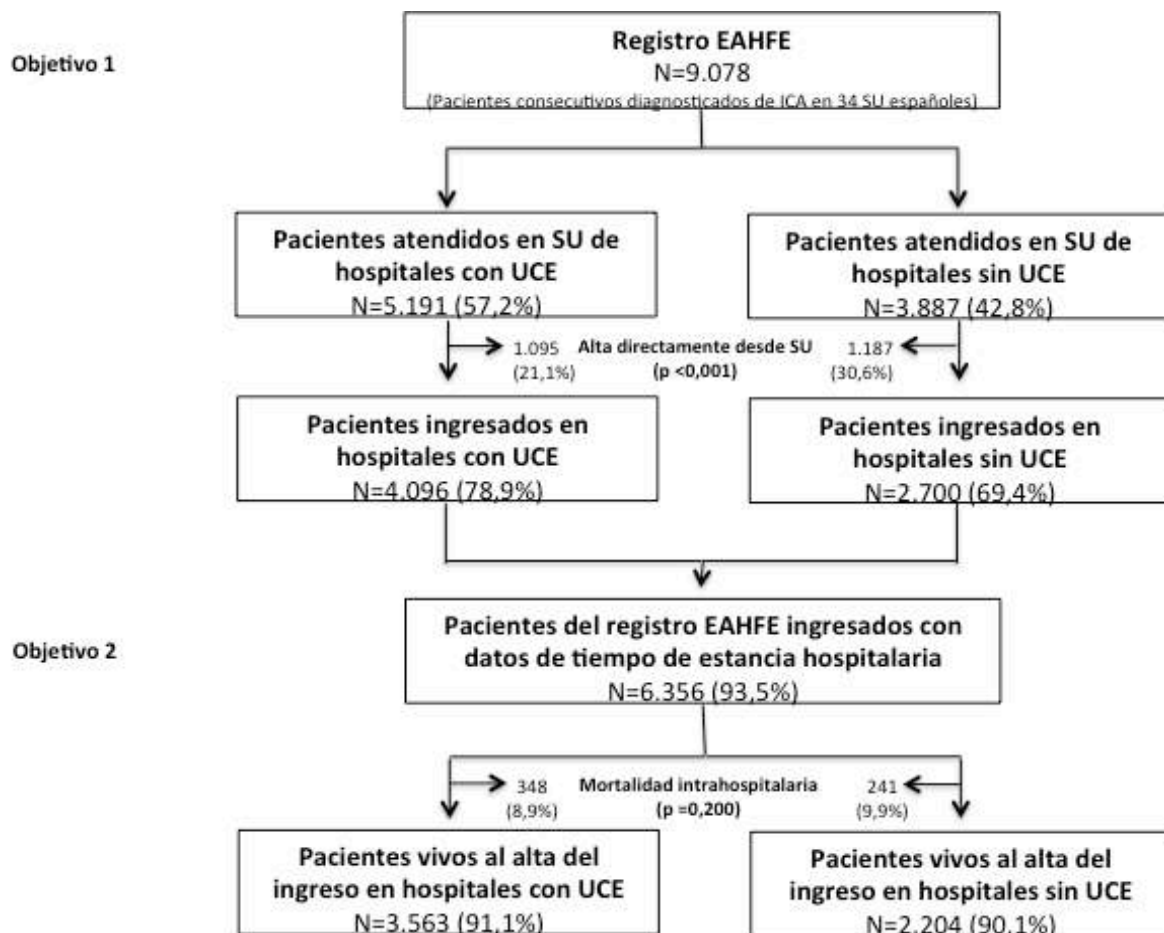 Objetivo 1
Registro EAHFE
N=9.078
(Pacientes consecutivos diagnosticados de ICA en 34 SU españoles)
Pacientes atendidos en SU de
hospitales con UCE
N=5.191 (57,2%)
Pacientes atendidos en SU de
hospitales sin UCE
N=3.887 (42,8%)
1.095
(21,1%)
Alta directamente desde SU
(p <0,001)
1.187
(30,6%)
Pacientes ingresados en
hospitales con UCE
N=4.096 (78,9%)
Pacientes ingresados en
hospitales sin UCE
N=2.700 (69,4%)
Objetivo 2
Pacientes del registro EAHFE ingresados con
datos de tiempo de estancia hospitalaria
N=6.356 (93,5%)
348
(8,9%)
Mortalidad intrahospitalaria
(p =0,200)
241
(9,9%)
Pacientes vivos al alta del
ingreso en hospitales con UCE
N=3.563 (91,1%)
Pacientes vivos al alta del
ingreso en hospitales sin UCE
N=2.204 (90,1%)